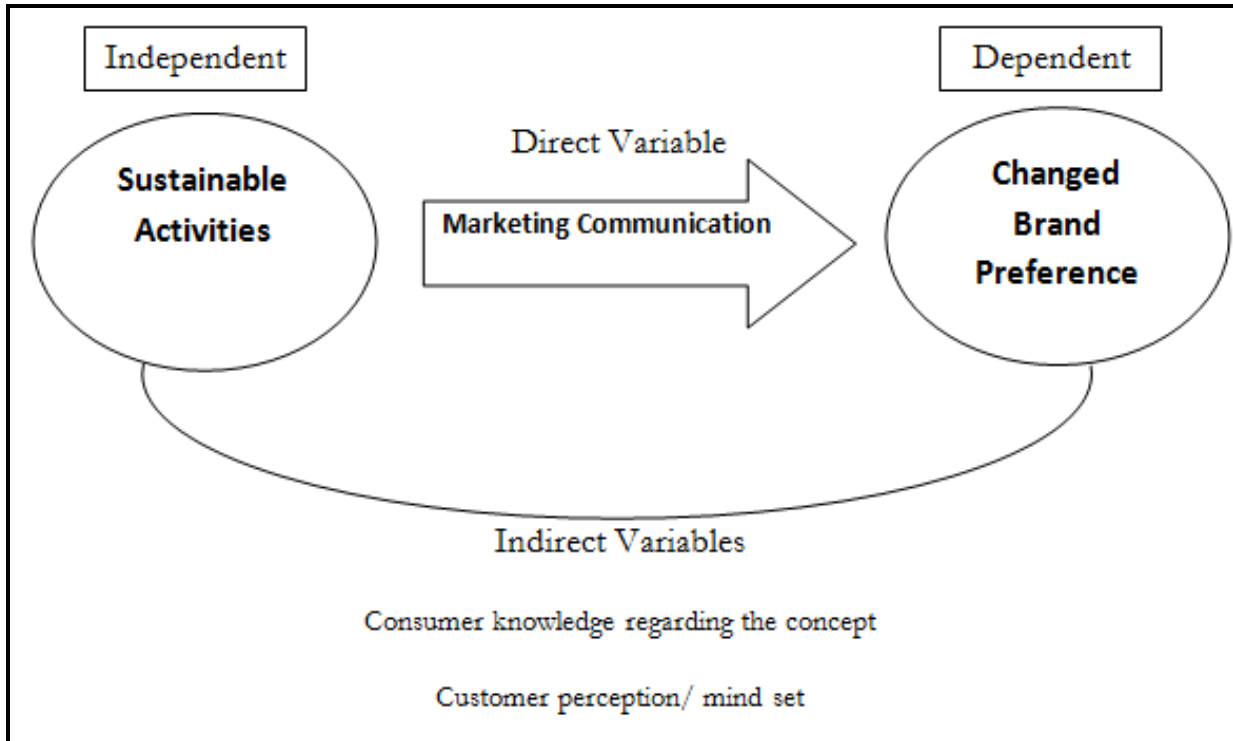 Independent
Dependent
Direct Variable
Sustainable
Activities
Marketing Communication
Changed
Brand
Preference
Indirect Variables
Consumer knowledge regarding the concept
Customer perception/ mind set